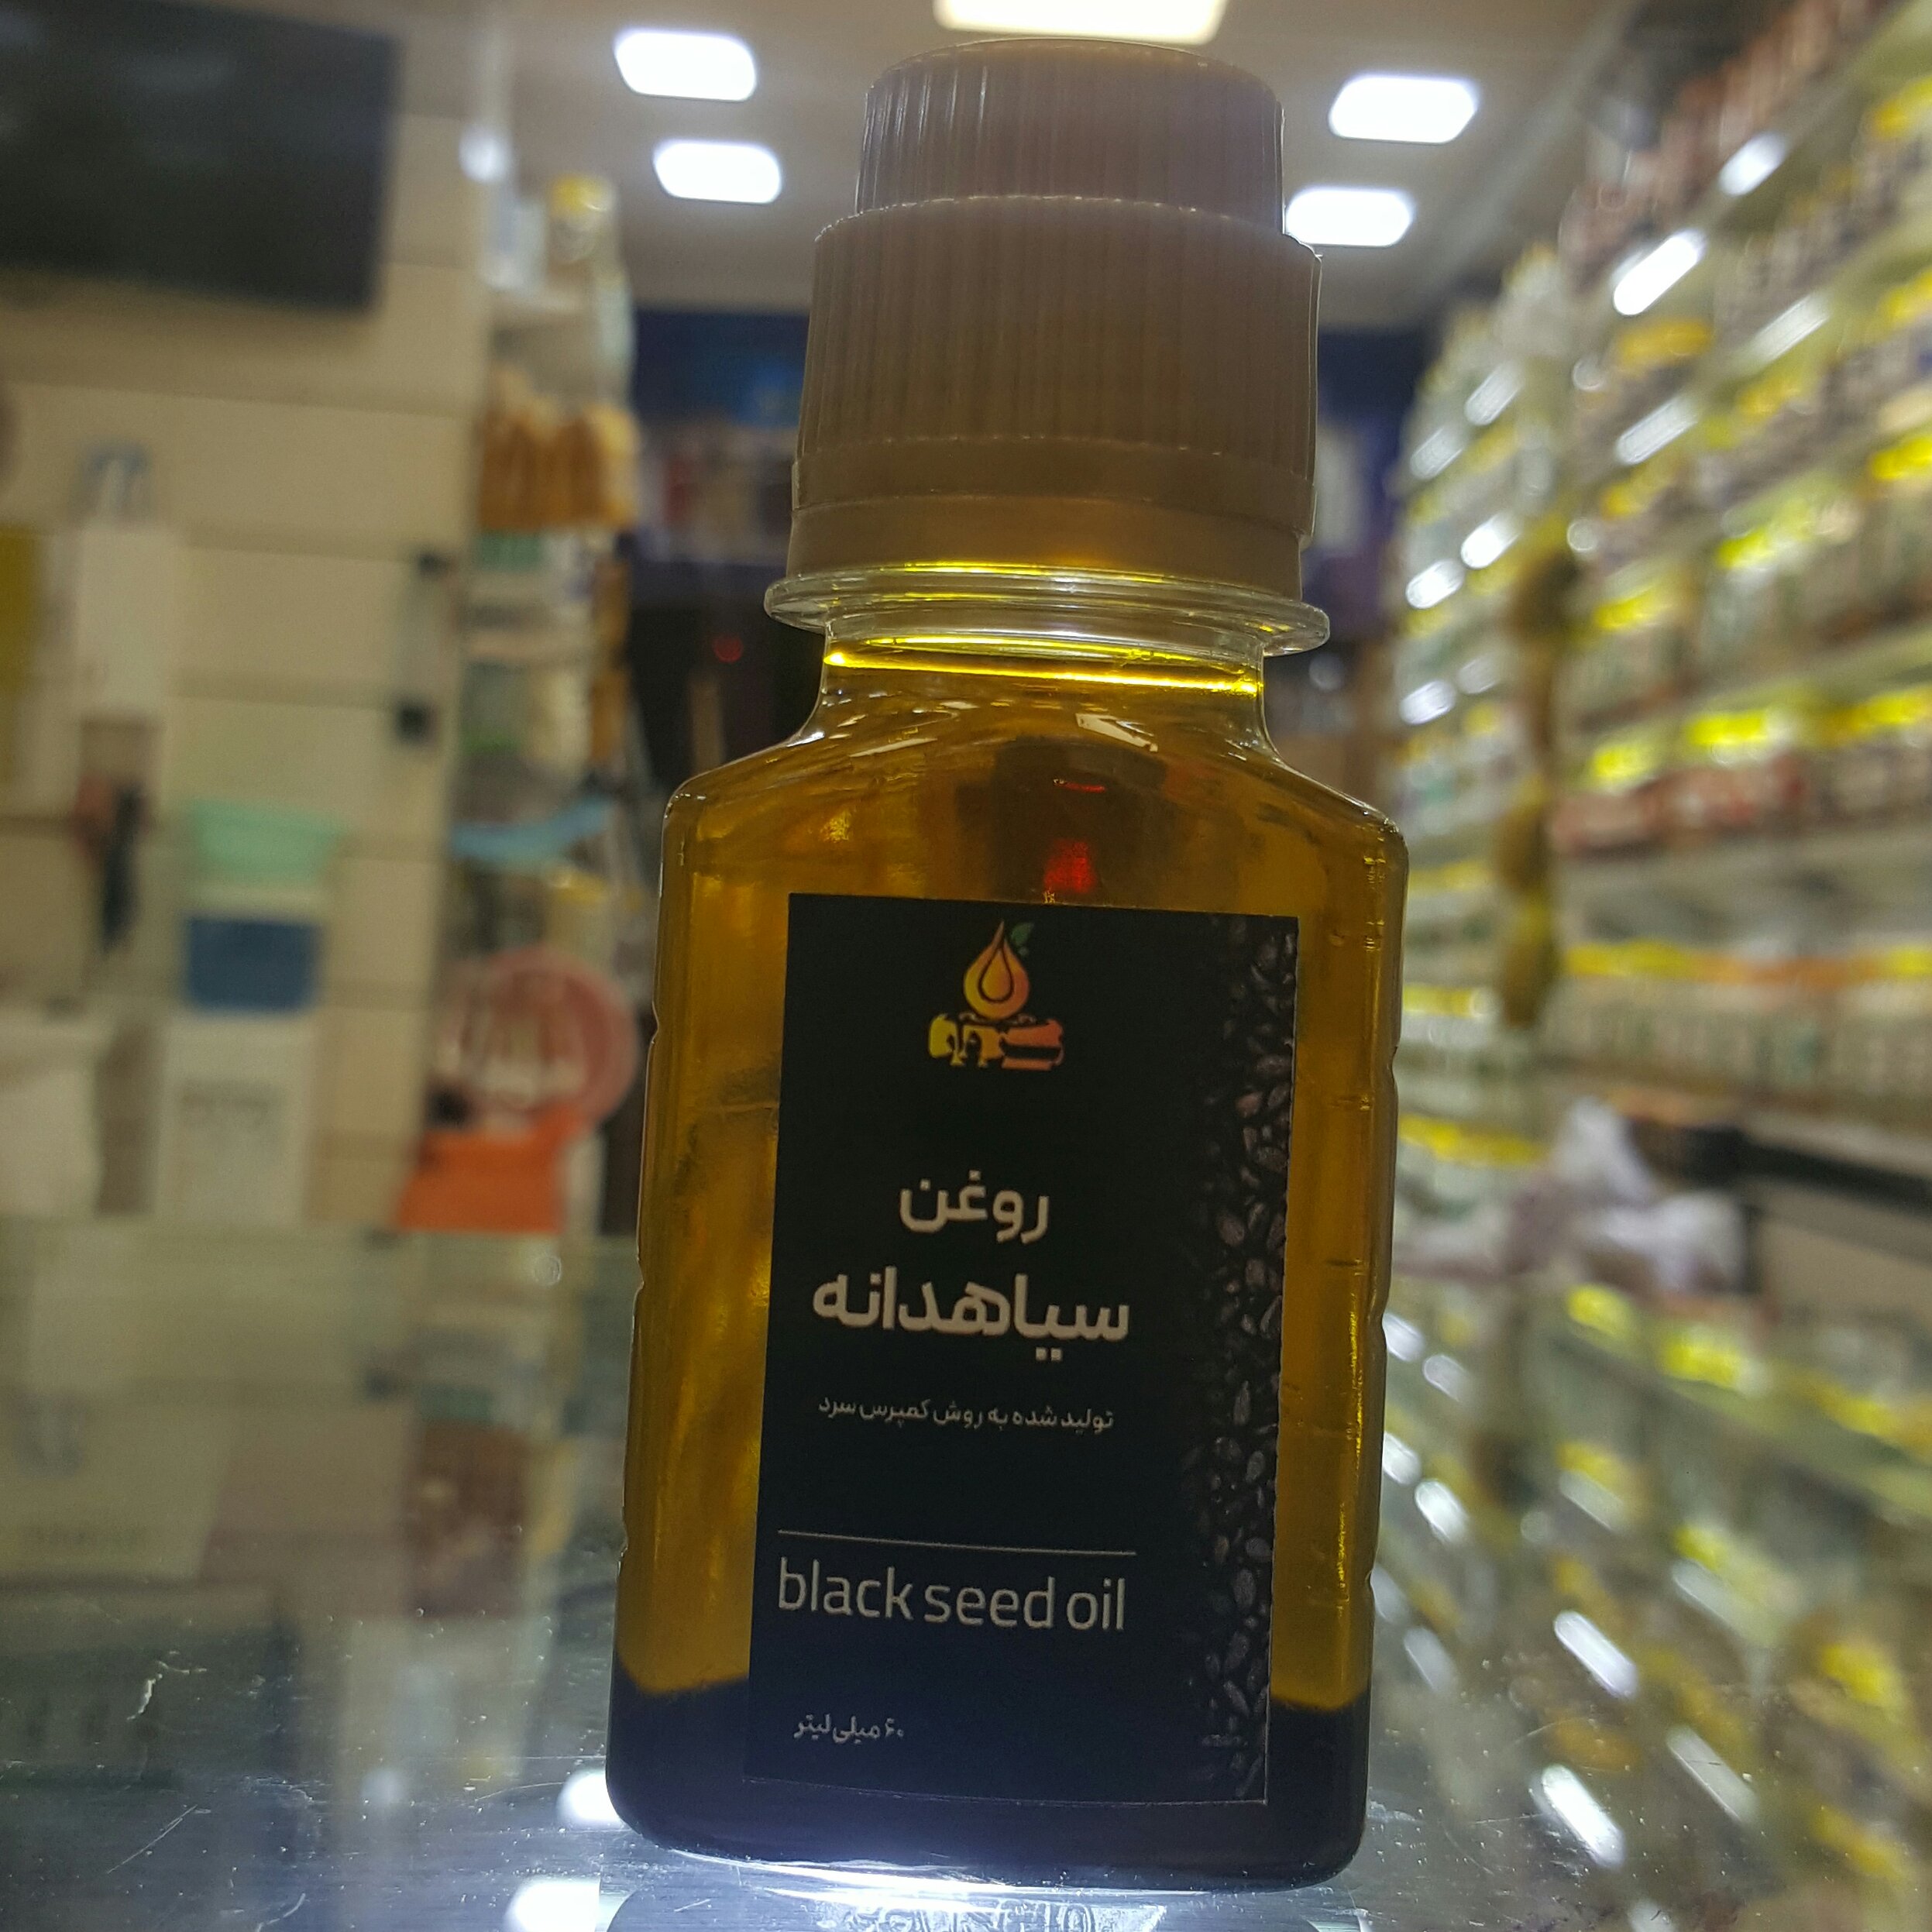 روغن
سیاهدانه
تولید شده به روش کمپرس سرد
black seed oil
۶۰ میلی لیتر